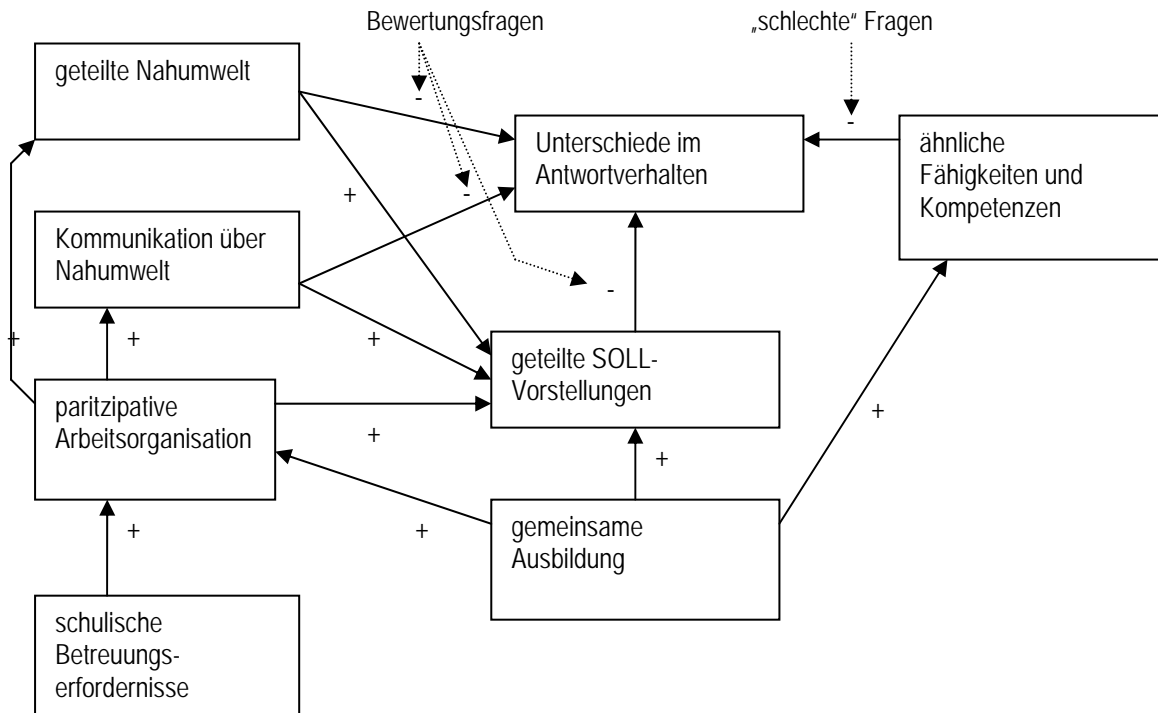 Bewertungsfragen
„schlechte“ Fragen
geteilte Nahumwelt
-
-
Unterschiede im
Antwortverhalten
ähnliche
Fähigkeiten und
Kompetenzen
+
-
Kommunikation über
Nahumwelt
-
+
+
+
geteilte SOLL-
Vorstellungen
paritzipative
Arbeitsorganisation
+
+
+
+
+
gemeinsame
Ausbildung
schulische
Betreuungs-
erfordernisse